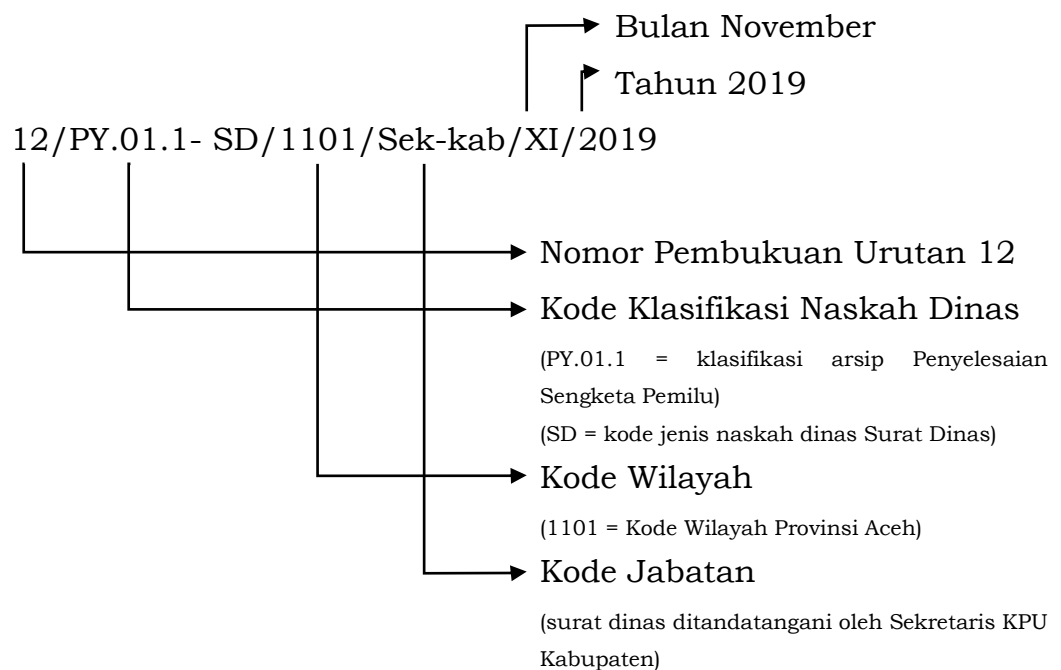 Bulan November
Tahun 2019
12/PY.01.1- SD/1101/Sek-kab/XI/2019
Nomor Pembukuan Urutan 12
Kode Klasifikasi Naskah Dinas
(PY.01.1 = klasifikasi arsip Penyelesaian
Sengketa Pemilu)
(SD = kode jenis naskah dinas Surat Dinas)
Kode Wilayah
(1101 = Kode Wilayah Provinsi Aceh)
Kode Jabatan
(surat dinas ditandatangani oleh Sekretaris KPU
Kabupaten)